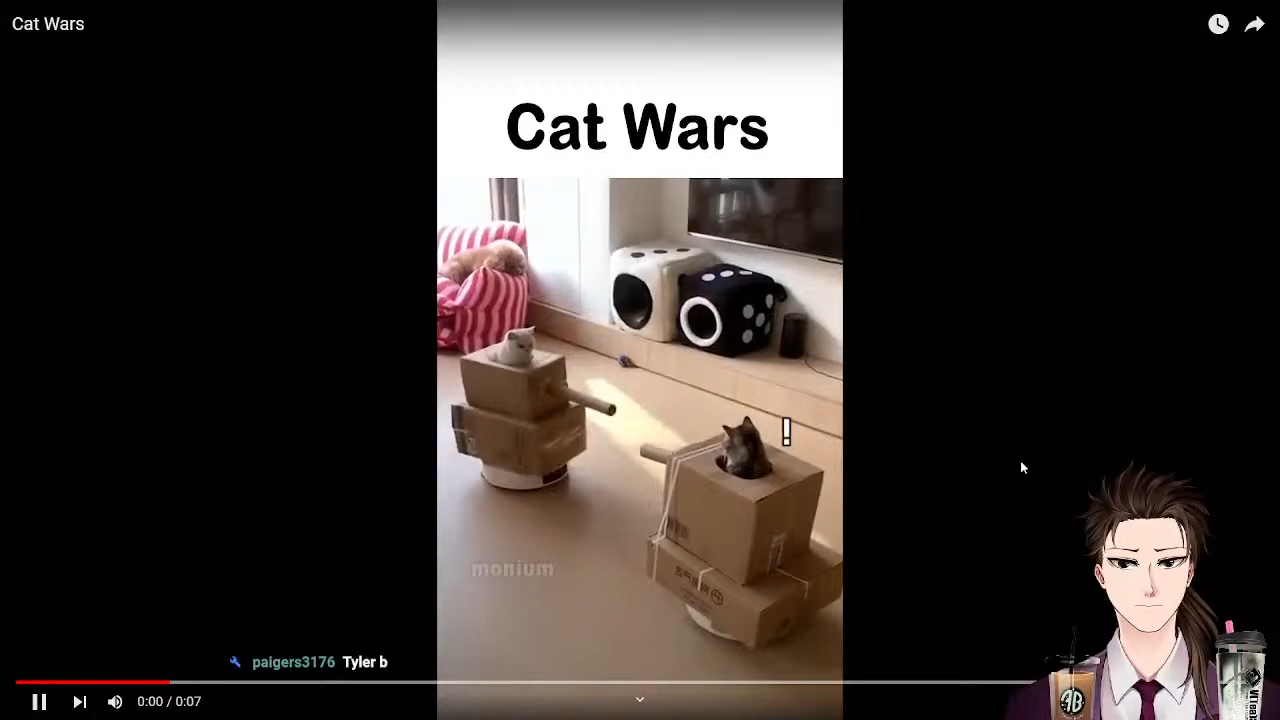 Cat Wars
Cat Wars
!
monium
paigers3176 Tyler b
0:00 / 0:07